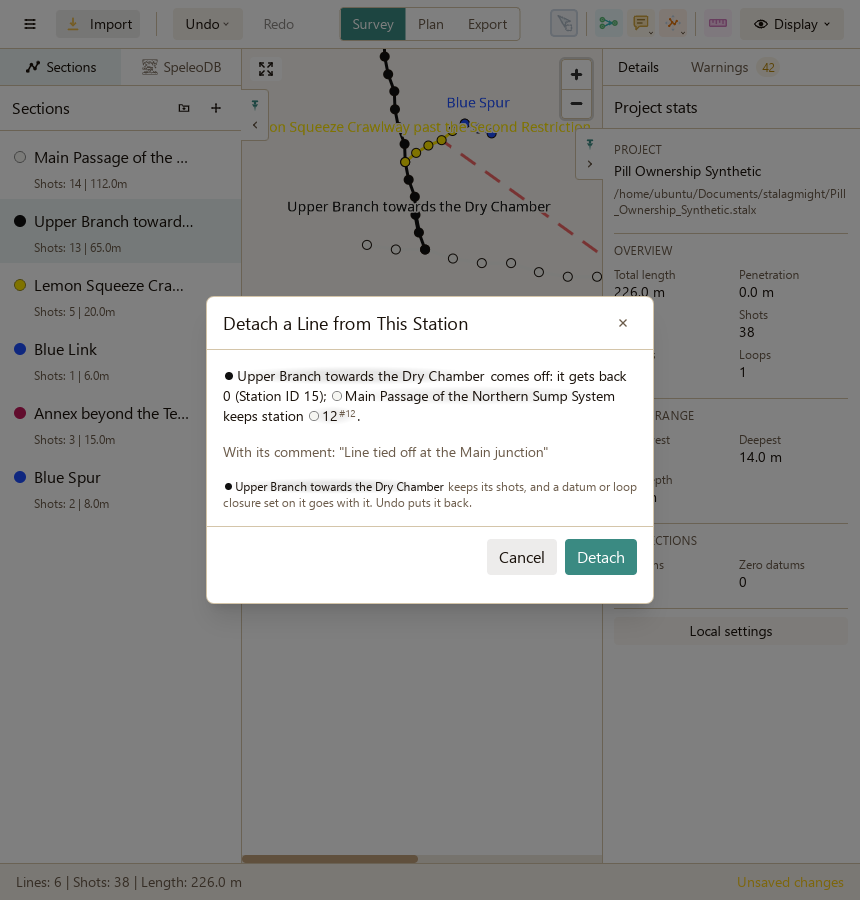 Import
Undo
Redo
Survey
Plan
Export
Display
Sections
SpeleoDB
Details
Warnings 42
Sections
Main Passage of the ...
Shots: 14 | 112.0m
Upper Branch toward...
Shots: 13 | 65.0m
Lemon Squeeze Cra...
Shots: 5 | 20.0m
Blue Link
Shots: 1 | 6.0m
Annex beyond the Te...
Shots: 3 | 15.0m
Blue Spur
Shots: 2 | 8.0m
Blue Spur
on Squeeze Crawlway past the Second Restriction
Upper Branch towards the Dry Chamber
Project stats
PROJECT
Pill Ownership Synthetic
/home/ubuntu/Documents/stalagmight/Pill
_Ownership_Synthetic.stalx
OVERVIEW
Total length
Penetration
226.0 m
0.0 m
Shots
38
Loops
1
RANGE
Deepest
14.0 m
Zero datums
0
Local settings
Detach a Line from This Station
Upper Branch towards the Dry Chamber comes off: it gets back
0 (Station ID 15); Main Passage of the Northern Sump System
keeps station 12#12.
With its comment: "Line tied off at the Main junction"
Upper Branch towards the Dry Chamber keeps its shots, and a datum or loop
closure set on it goes with it. Undo puts it back.
Cancel
Detach
Lines: 6 | Shots: 38 | Length: 226.0 m
Unsaved changes